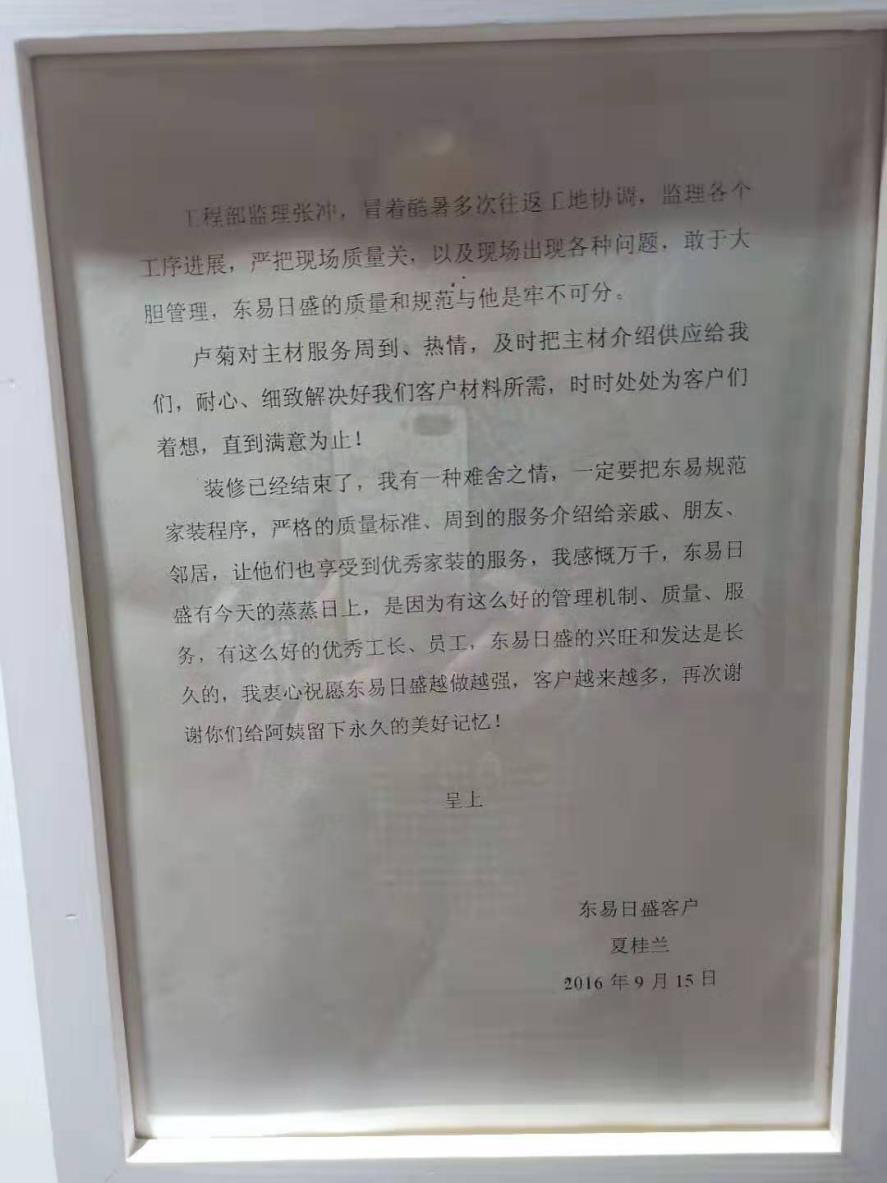 工程部监理张冲，冒着酷暑多次往返工地协调，监理各个
工序进展，严把现场质量关，以及现场出现各种问题，敢于大
胆管理，东易日盛的质量和规范与他是牢不可分。
卢菊对主材服务周到、热情，及时把主材介绍供应给我
们，耐心、细致解决好我们客户材料所需，时时处处为客户们
着想，直到满意为止！
装修已经结束了，我有一种难舍之情，一定要把东易规范
家装程序，严格的质量标准、周到的服务介绍给亲戚、朋友、
邻居，让他们也享受到优秀家装的服务，我感慨万千，东易日
盛有今天的蒸蒸日上，是因为有这么好的管理机制、质量、服
务，有这么好的优秀工长、员工，东易日盛的兴旺和发达是长
久的，我衷心祝愿东易日盛越做越强，客户越来越多，再次谢
谢你们给阿姨留下永久的美好记忆！
呈上
东易日盛客户
夏桂兰
2016 年 9 月 15 日